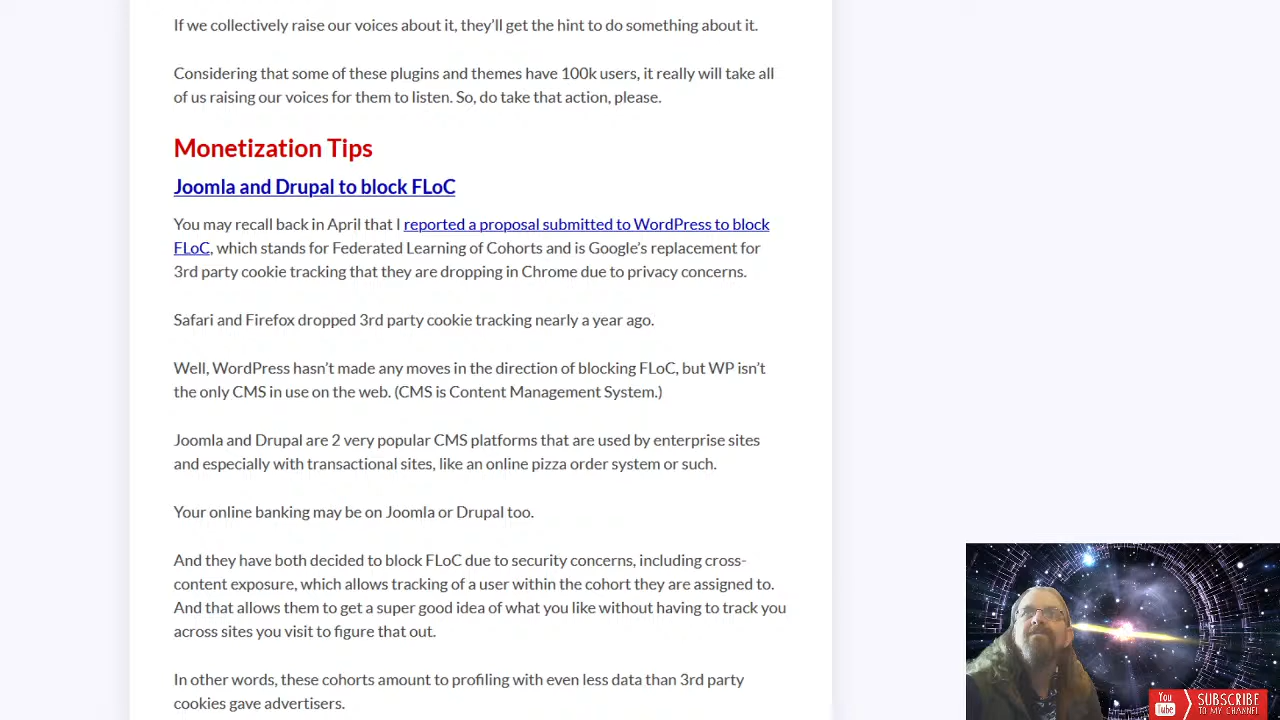 If we collectively raise our voices about it, they'll get the hint to do something about it.
Considering that some of these plugins and themes have 100k users, it really will take all
of us raising our voices for them to listen. So, do take that action, please.
Monetization Tips
Joomla and Drupal to block FLoC
You may recall back in April that I reported a proposal submitted to WordPress to block
FLoC, which stands for Federated Learning of Cohorts and is Google's replacement for
3rd party cookie tracking that they are dropping in Chrome due to privacy concerns.
Safari and Firefox dropped 3rd party cookie tracking nearly a year ago.
Well, WordPress hasn't made any moves in the direction of blocking FLoC, but WP isn't
the only CMS in use on the web. (CMS is Content Management System.)
Joomla and Drupal are 2 very popular CMS platforms that are used by enterprise sites
and especially with transactional sites, like an online pizza order system or such.
Your online banking may be on Joomla or Drupal too.
And they have both decided to block FLoC due to security concerns, including cross-
content exposure, which allows tracking of a user within the cohort they are assigned to.
And that allows them to get a super good idea of what you like without having to track you
across sites you visit to figure that out.
In other words, these cohorts amount to profiling with even less data than 3rd party
cookies gave advertisers.
You Tube SUBSCRIBE
TO MY CHANNEL